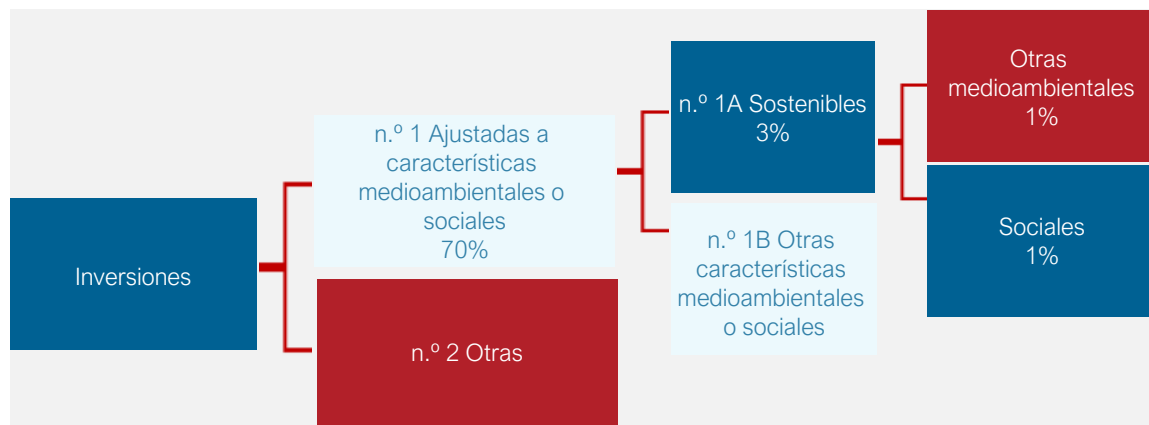 Inversiones
n.º 1 Ajustadas a
características
medioambientales o
sociales
70%
n.º 2 Otras
n.º 1A Sostenibles
3%
n.º 1B Otras
características
medioambientales
o sociales
Otras
medioambientales
1%
Sociales
1%